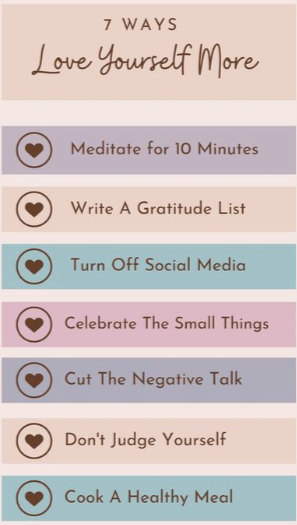 7 WAYS
Love Yourself More
Meditate for 10 Minutes
Write A Gratitude List
Turn Off Social Media
Celebrate The Small Things
Cut The Negative Talk
Don't Judge Yourself
Cook A Healthy Meal